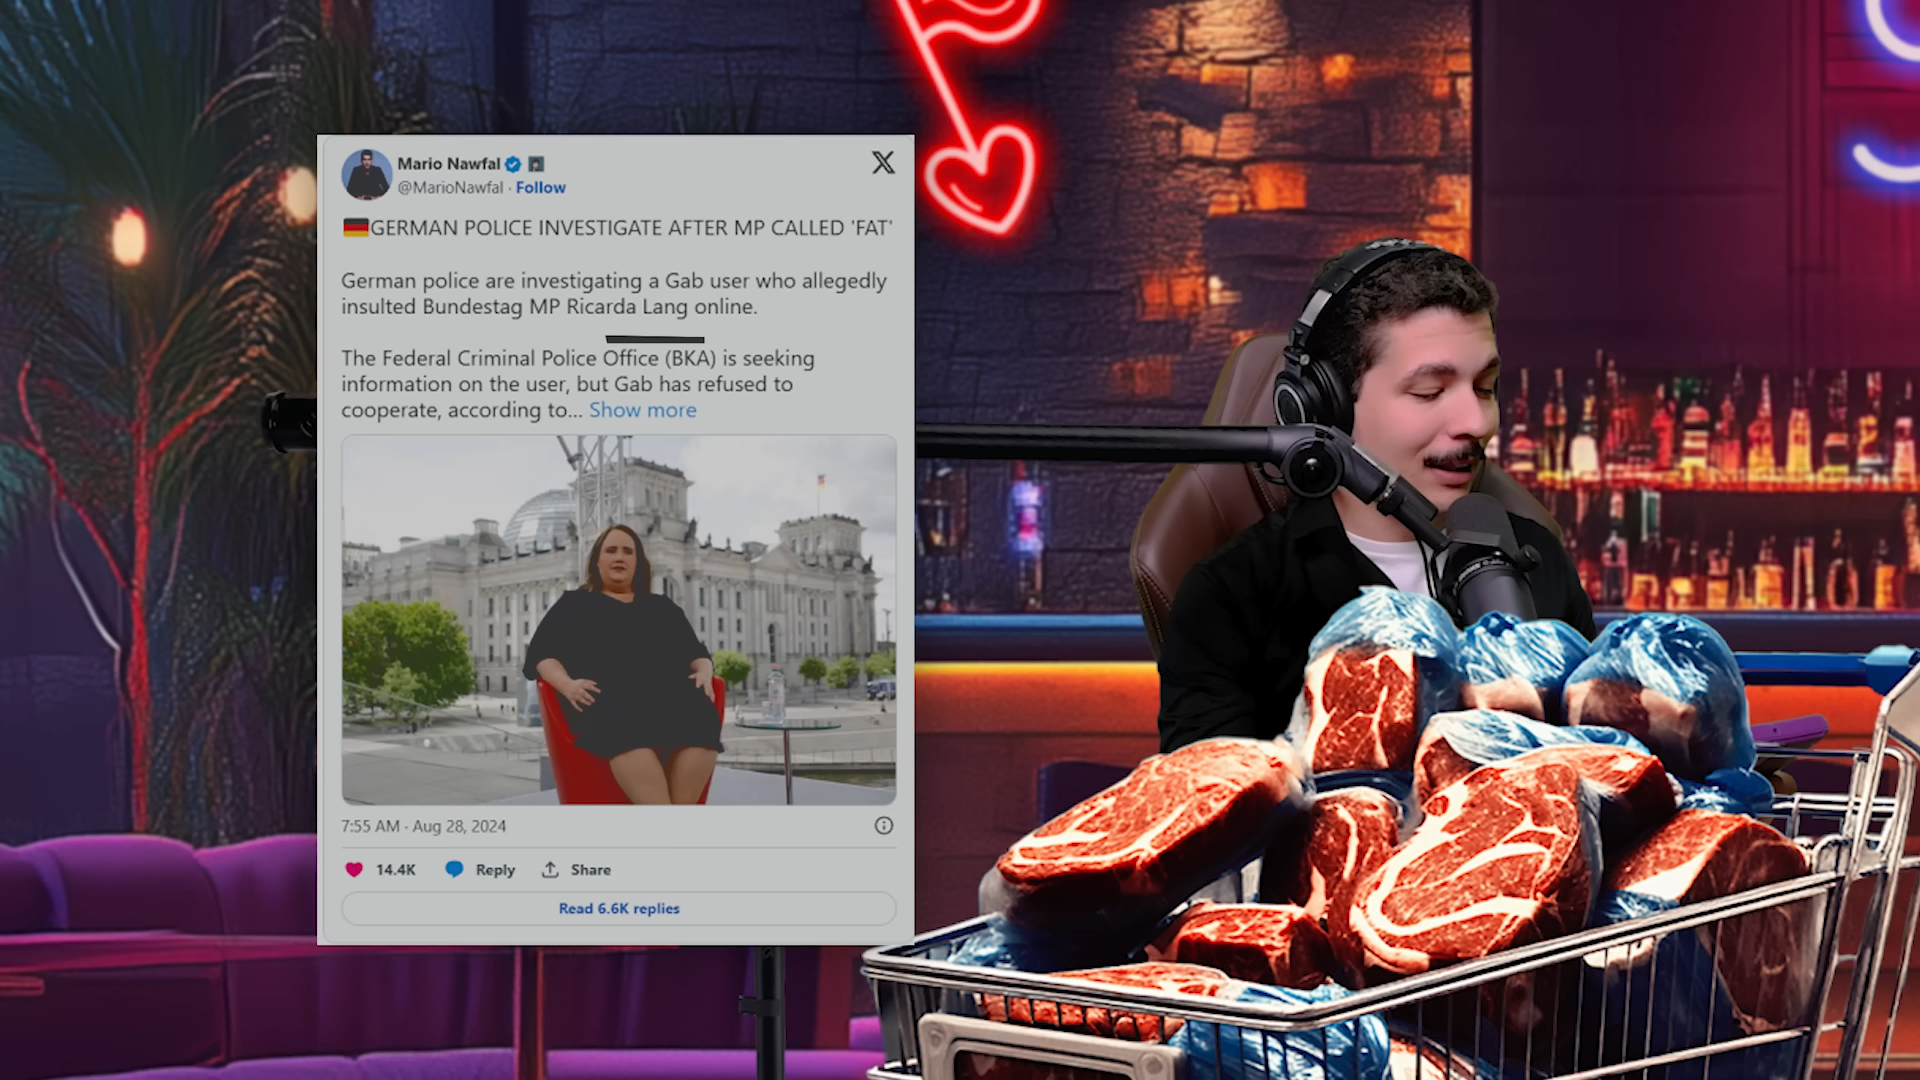 Mario Nawfal
@MarioNawfal · Follow
GERMAN POLICE INVESTIGATE AFTER MP CALLED 'FAT'
German police are investigating a Gab user who allegedly
insulted Bundestag MP Ricarda Lang online.
The Federal Criminal Police Office (BKA) is seeking
information on the user, but Gab has refused to
cooperate, according to... Show more
7:55 AM · Aug 28, 2024
14.4K Reply Share
Read 6.6K replies